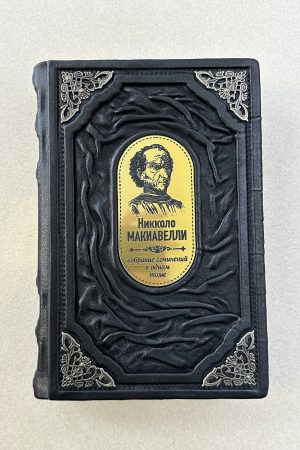 Никколо
МАКИАВЕЛЛИ
собрание сочинений
в одном
томе